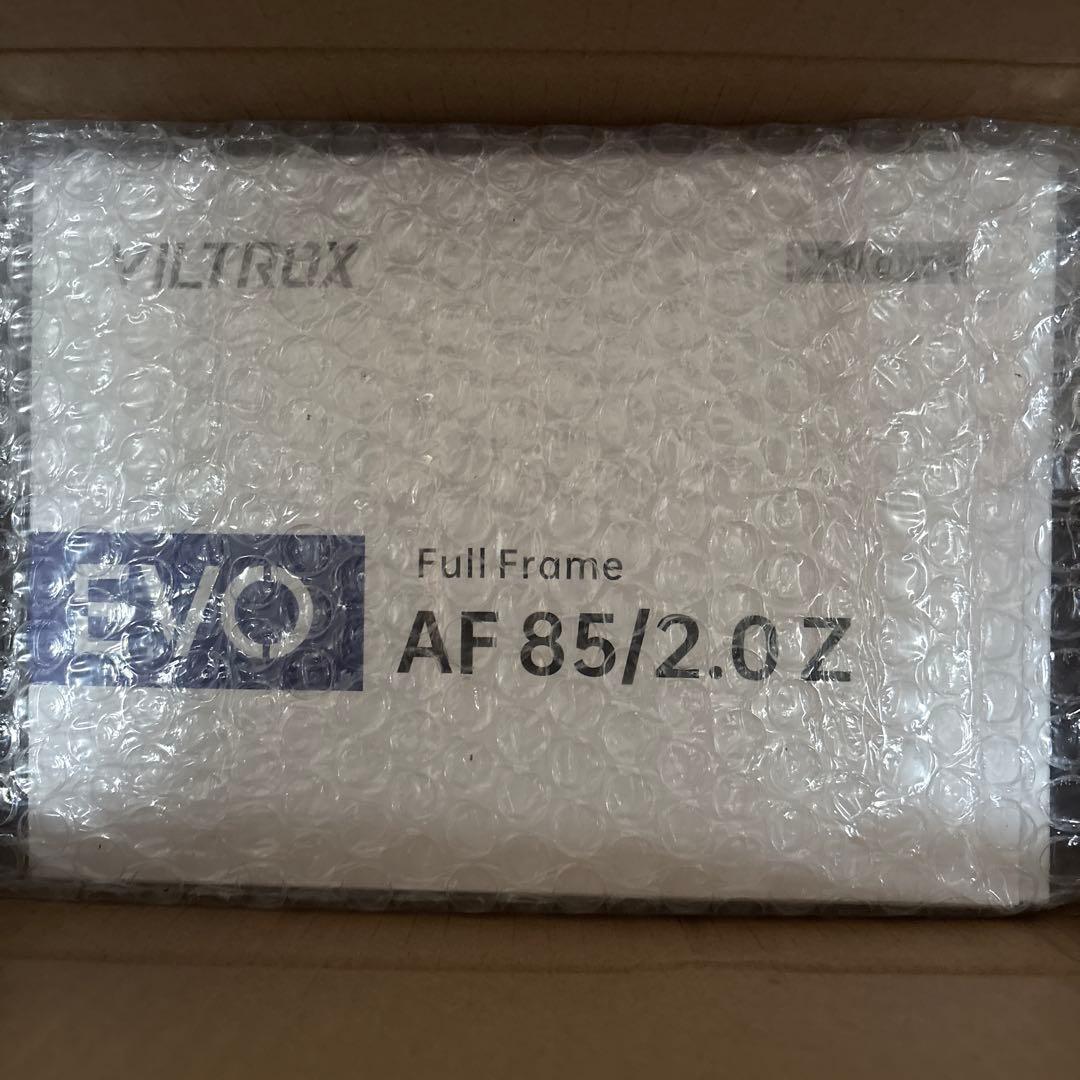 VILTROX
EVO
Full Frame
AF 85/2.0 Z